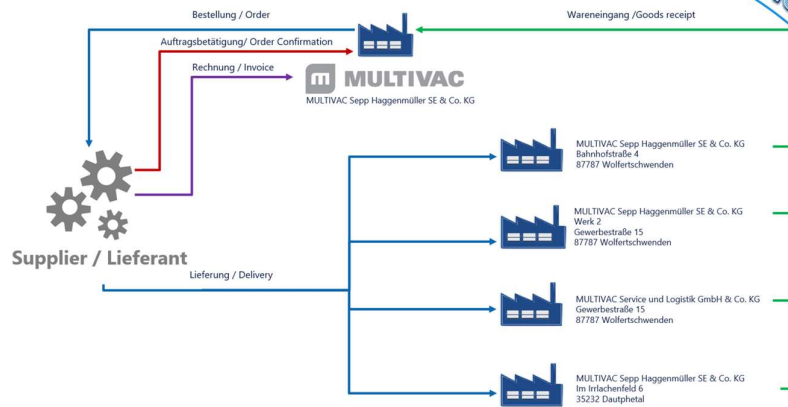 Bestellung / Order
Wareneingang /Goods receipt
Auftragsbetätigung/ Order Confirmation
Rechnung / Invoice
MULTIVAC
MULTIVAC Sepp Haggenmüller SE & Co. KG
MULTIVAC Sepp Haggenmüller SE & Co. KG
Bahnhofstraße 4
87787 Wolfertschwenden
MULTIVAC Sepp Haggenmüller SE & Co. KG
Werk 2
Gewerbestraße 15
87787 Wolfertschwenden
Supplier / Lieferant
Lieferung / Delivery
MULTIVAC Service und Logistik GmbH & Co. KG
Gewerbestraße 15
87787 Wolfertschwenden
MULTIVAC Sepp Haggenmüller SE & Co. KG
Im Irrlachenfeld 6
35232 Dautphetal